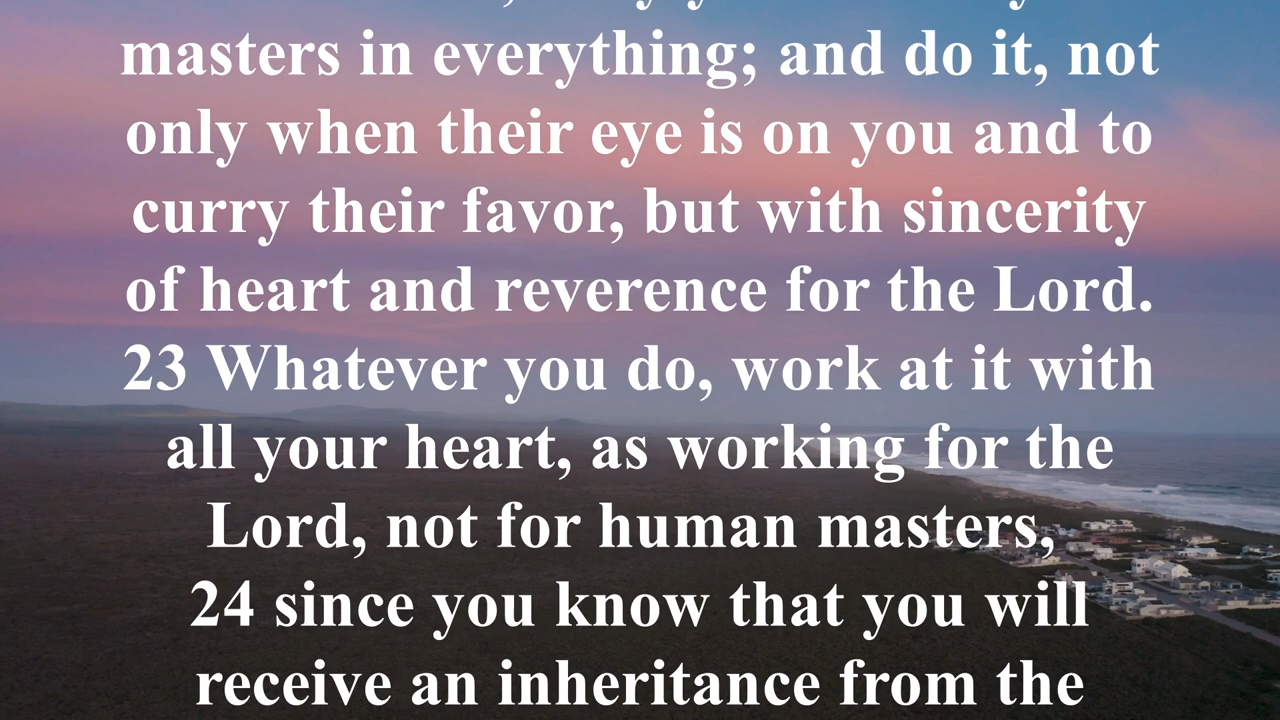 masters in everything; and do it, not
only when their eye is on you and to
curry their favor, but with sincerity
of heart and reverence for the Lord.
23 Whatever you do, work at it with
all your heart, as working for the
Lord, not for human masters,
24 since you know that you will
receive an inheritance from the